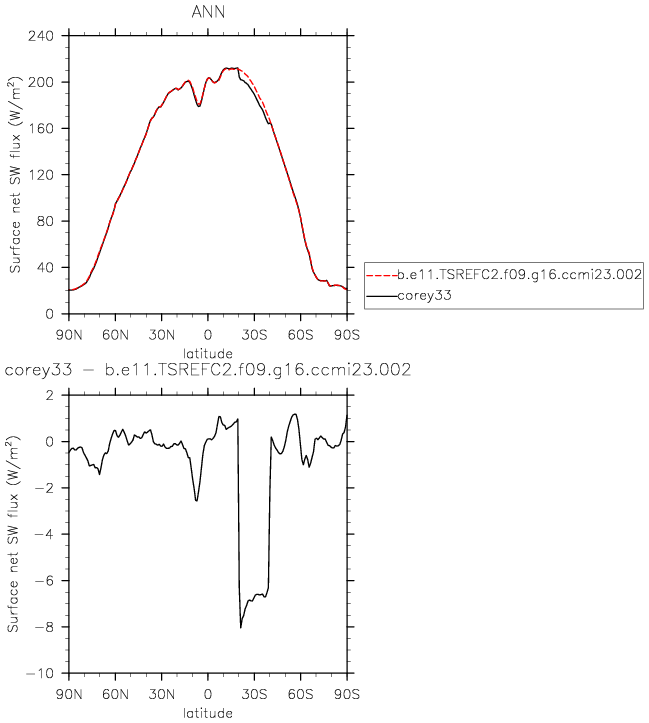 ANN
240
200
160
120
80
40
0
Surface net SW flux (W/m²)
90N 60N 30N 0 30S 60S 90S
latitude
b.e11.TSREFC2.f09.g16.ccmi23.002
corey33
corey33 − b.e11.TSREFC2.f09.g16.ccmi23.002
2
0
−2
−4
−6
−8
−10
Surface net SW flux (W/m²)
90N 60N 30N 0 30S 60S 90S
latitude